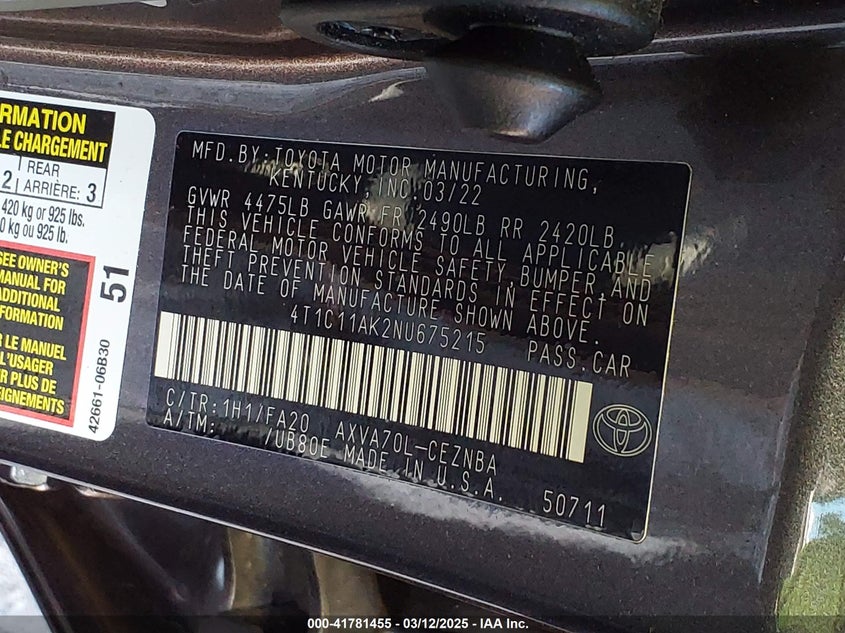 ORMATION
LE CHARGEMENT
2 REAR ARRIÈRE: 3
420 kg or 925 lbs.
0 kg ou 925 lb.
SEE OWNER'S
MANUAL FOR
ADDITIONAL
INFORMATION
R LE MANUEL
L'USAGER
R PLUS DE
EIGNEMENTS
51
42661-06B30
MFD.BY:TOYOTA MOTOR MANUFACTURING,
KENTUCKY,INC. 03/22
GVWR 4475LB GAWR FR 2490LB RR 2420LB
THIS VEHICLE CONFORMS TO ALL APPLICABLE
FEDERAL MOTOR VEHICLE SAFETY,BUMPER,AND
THEFT PREVENTION STANDARDS IN EFFECT ON
THE DATE OF MANUFACTURE SHOWN ABOVE.
4T1C11AK2NU675215 PASS.CAR
C/TR:1H1/FA20 AXVA70L-CEZNBA
A/TM: /UB80E MADE IN U.S.A.
50711
000-41781455 - 03/12/2025 - IAA Inc.